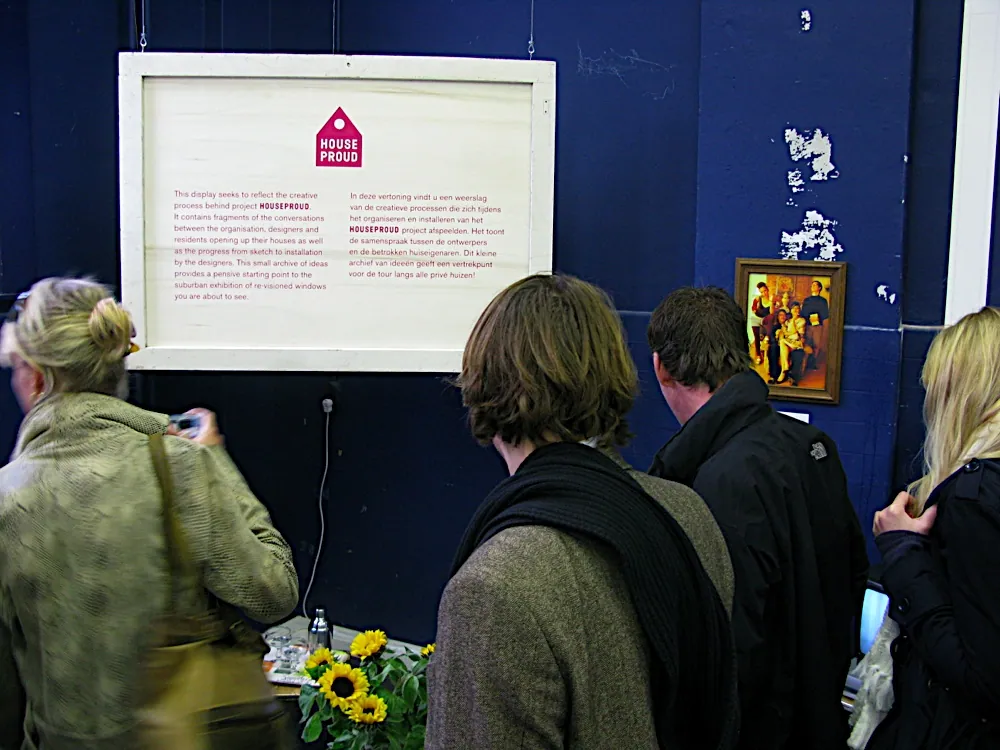 HOUSE
PROUD
This display seeks to reflect the creative
process behind project HOUSEPROUD.
It contains fragments of the conversations
between the organisation, designers and
residents opening up their houses as well
as the progress from sketch to installation
by the designers. This small archive of ideas
provides a pensive starting point to the
suburban exhibition of re-visioned windows
you are about to see.
In deze vertoning vindt u een weerslag
van de creatieve processen die zich tijdens
het organiseren en installeren van het
HOUSEPROUD project afspeelden. Het toont
de samenspraak tussen de ontwerpers
en de betrokken huiseigenaren. Dit kleine
archief van ideeën geeft een vertrekpunt
voor de tour langs alle privé huizen!